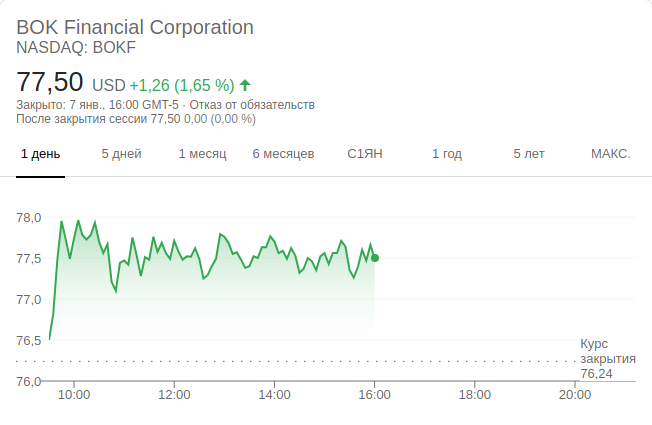 BOK Financial Corporation
NASDAQ: BOKF
77,50 USD +1,26 (1,65 %)
Закрыто: 7 янв., 16:00 GMT-5 · Отказ от обязательств
После закрытия сессии 77,50 0,00 (0,00 %)
1 день 5 дней 1 месяц 6 месяцев С1ЯН 1 год 5 лет МАКС.
78,0
77,5
77,0
76,5
Курс
закрытия
76,24
76,0
10:00 12:00 14:00 16:00 18:00 20:00